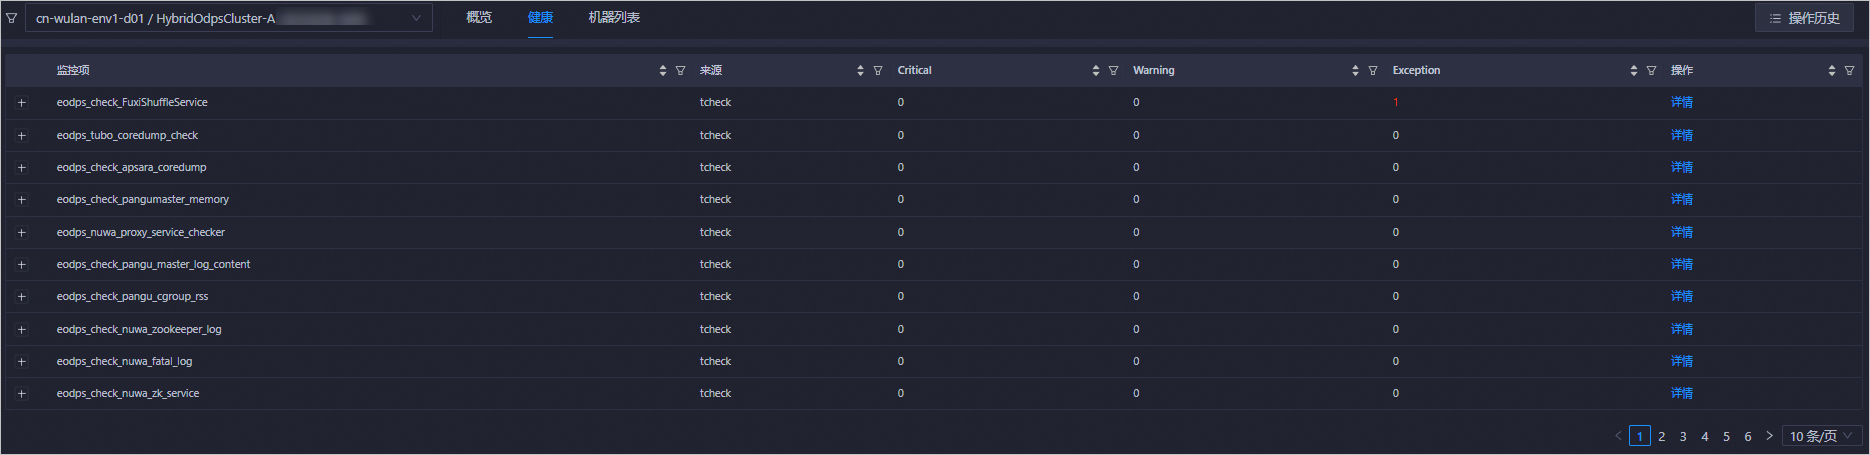 cn-wulan-env1-d01 / HybridOdpsCluster-A 概览 健康 机器列表 操作历史
监控项 来源 Critical Warning Exception 操作
eodps_check_FuxiShuffleService tcheck 0 0 1 详情
eodps_tubo_coredump_check tcheck 0 0 0 详情
eodps_check_apsara_coredump tcheck 0 0 0 详情
eodps_check_pangumaster_memory tcheck 0 0 0 详情
eodps_nuwa_proxy_service_checker tcheck 0 0 0 详情
eodps_check_pangu_master_log_content tcheck 0 0 0 详情
eodps_check_pangu_cgroup_rss tcheck 0 0 0 详情
eodps_check_nuwa_zookeeper_log tcheck 0 0 0 详情
eodps_check_nuwa_fatal_log tcheck 0 0 0 详情
eodps_check_nuwa_zk_service tcheck 0 0 0 详情
1 2 3 4 5 6 10 条/页